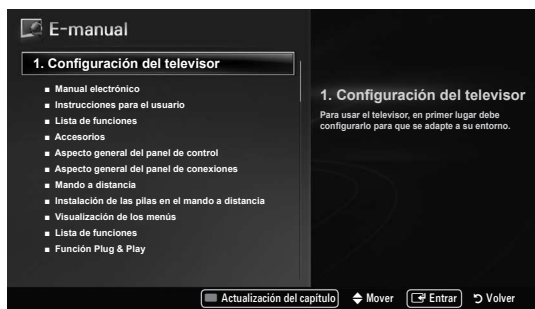 E-manual
1. Configuración del televisor
■ Manual electrónico
■ Instrucciones para el usuario
■ Lista de funciones
■ Accesorios
■ Aspecto general del panel de control
■ Aspecto general del panel de conexiones
■ Mando a distancia
■ Instalación de las pilas en el mando a distancia
■ Visualización de los menús
■ Lista de funciones
■ Función Plug & Play
1. Configuración del televisor
Para usar el televisor, en primer lugar debe
configurarlo para que se adapte a su entorno.
Actualización del capítulo Mover Entrar Volver